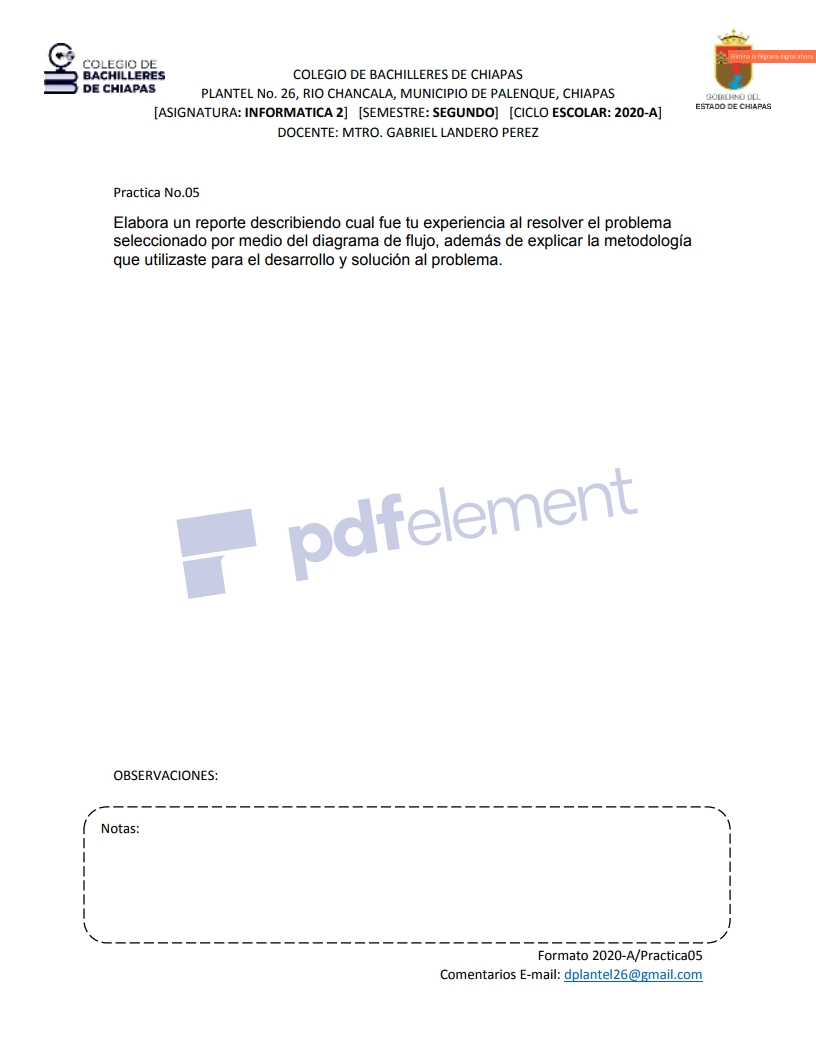 COLEGIO DE
BACHILLERES
DE CHIAPAS
Elimina la filigrana digital ahora
GOBIERNO DEL
ESTADO DE CHIAPAS
COLEGIO DE BACHILLERES DE CHIAPAS
PLANTEL No. 26, RIO CHANCALA, MUNICIPIO DE PALENQUE, CHIAPAS
[ASIGNATURA: INFORMATICA 2] [SEMESTRE: SEGUNDO] [CICLO ESCOLAR: 2020-A]
DOCENTE: MTRO. GABRIEL LANDERO PEREZ
Practica No.05
Elabora un reporte describiendo cual fue tu experiencia al resolver el problema
seleccionado por medio del diagrama de flujo, además de explicar la metodología
que utilizaste para el desarrollo y solución al problema.
pdfelement
OBSERVACIONES:
Notas:
Formato 2020-A/Practica05
Comentarios E-mail: dplantel26@gmail.com